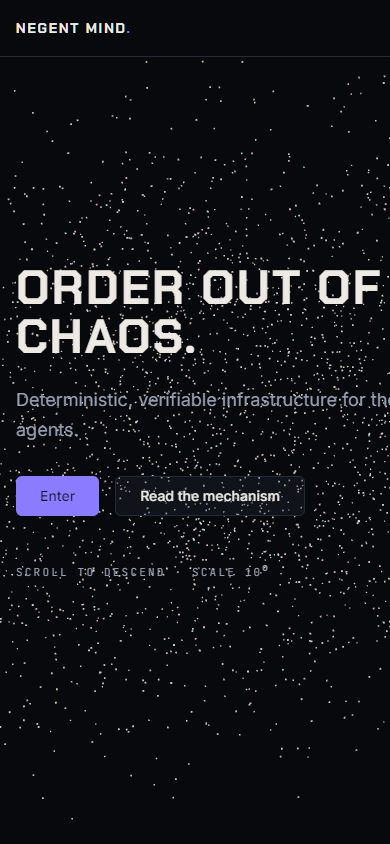 NEGENT MIND.
ORDER OUT OF
CHAOS.
Deterministic, verifiable infrastructure for
agents.
Enter
Read the mechanism
SCROLL TO DESCEND · SCALE 10⁰